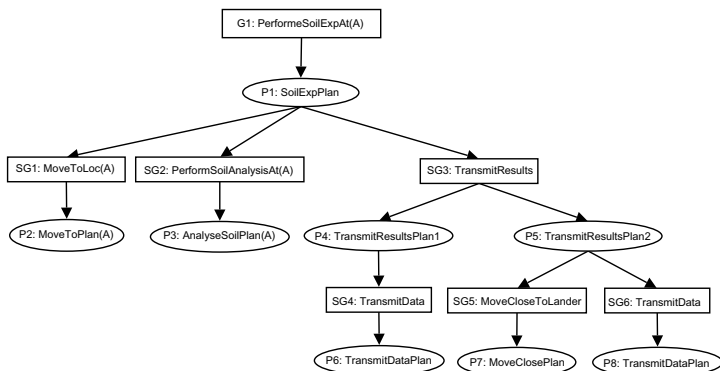 G1: PerformeSoilExpAt(A)
P1: SoilExpPlan
SG1: MoveToLoc(A)
SG2: PerformSoilAnalysisAt(A)
SG3: TransmitResults
P2: MoveToPlan(A)
P3: AnalyseSoilPlan(A)
P4: TransmitResultsPlan1
P5: TransmitResultsPlan2
SG4: TransmitData
SG5: MoveCloseToLander
SG6: TransmitData
P6: TransmitDataPlan
P7: MoveClosePlan
P8: TransmitDataPlan